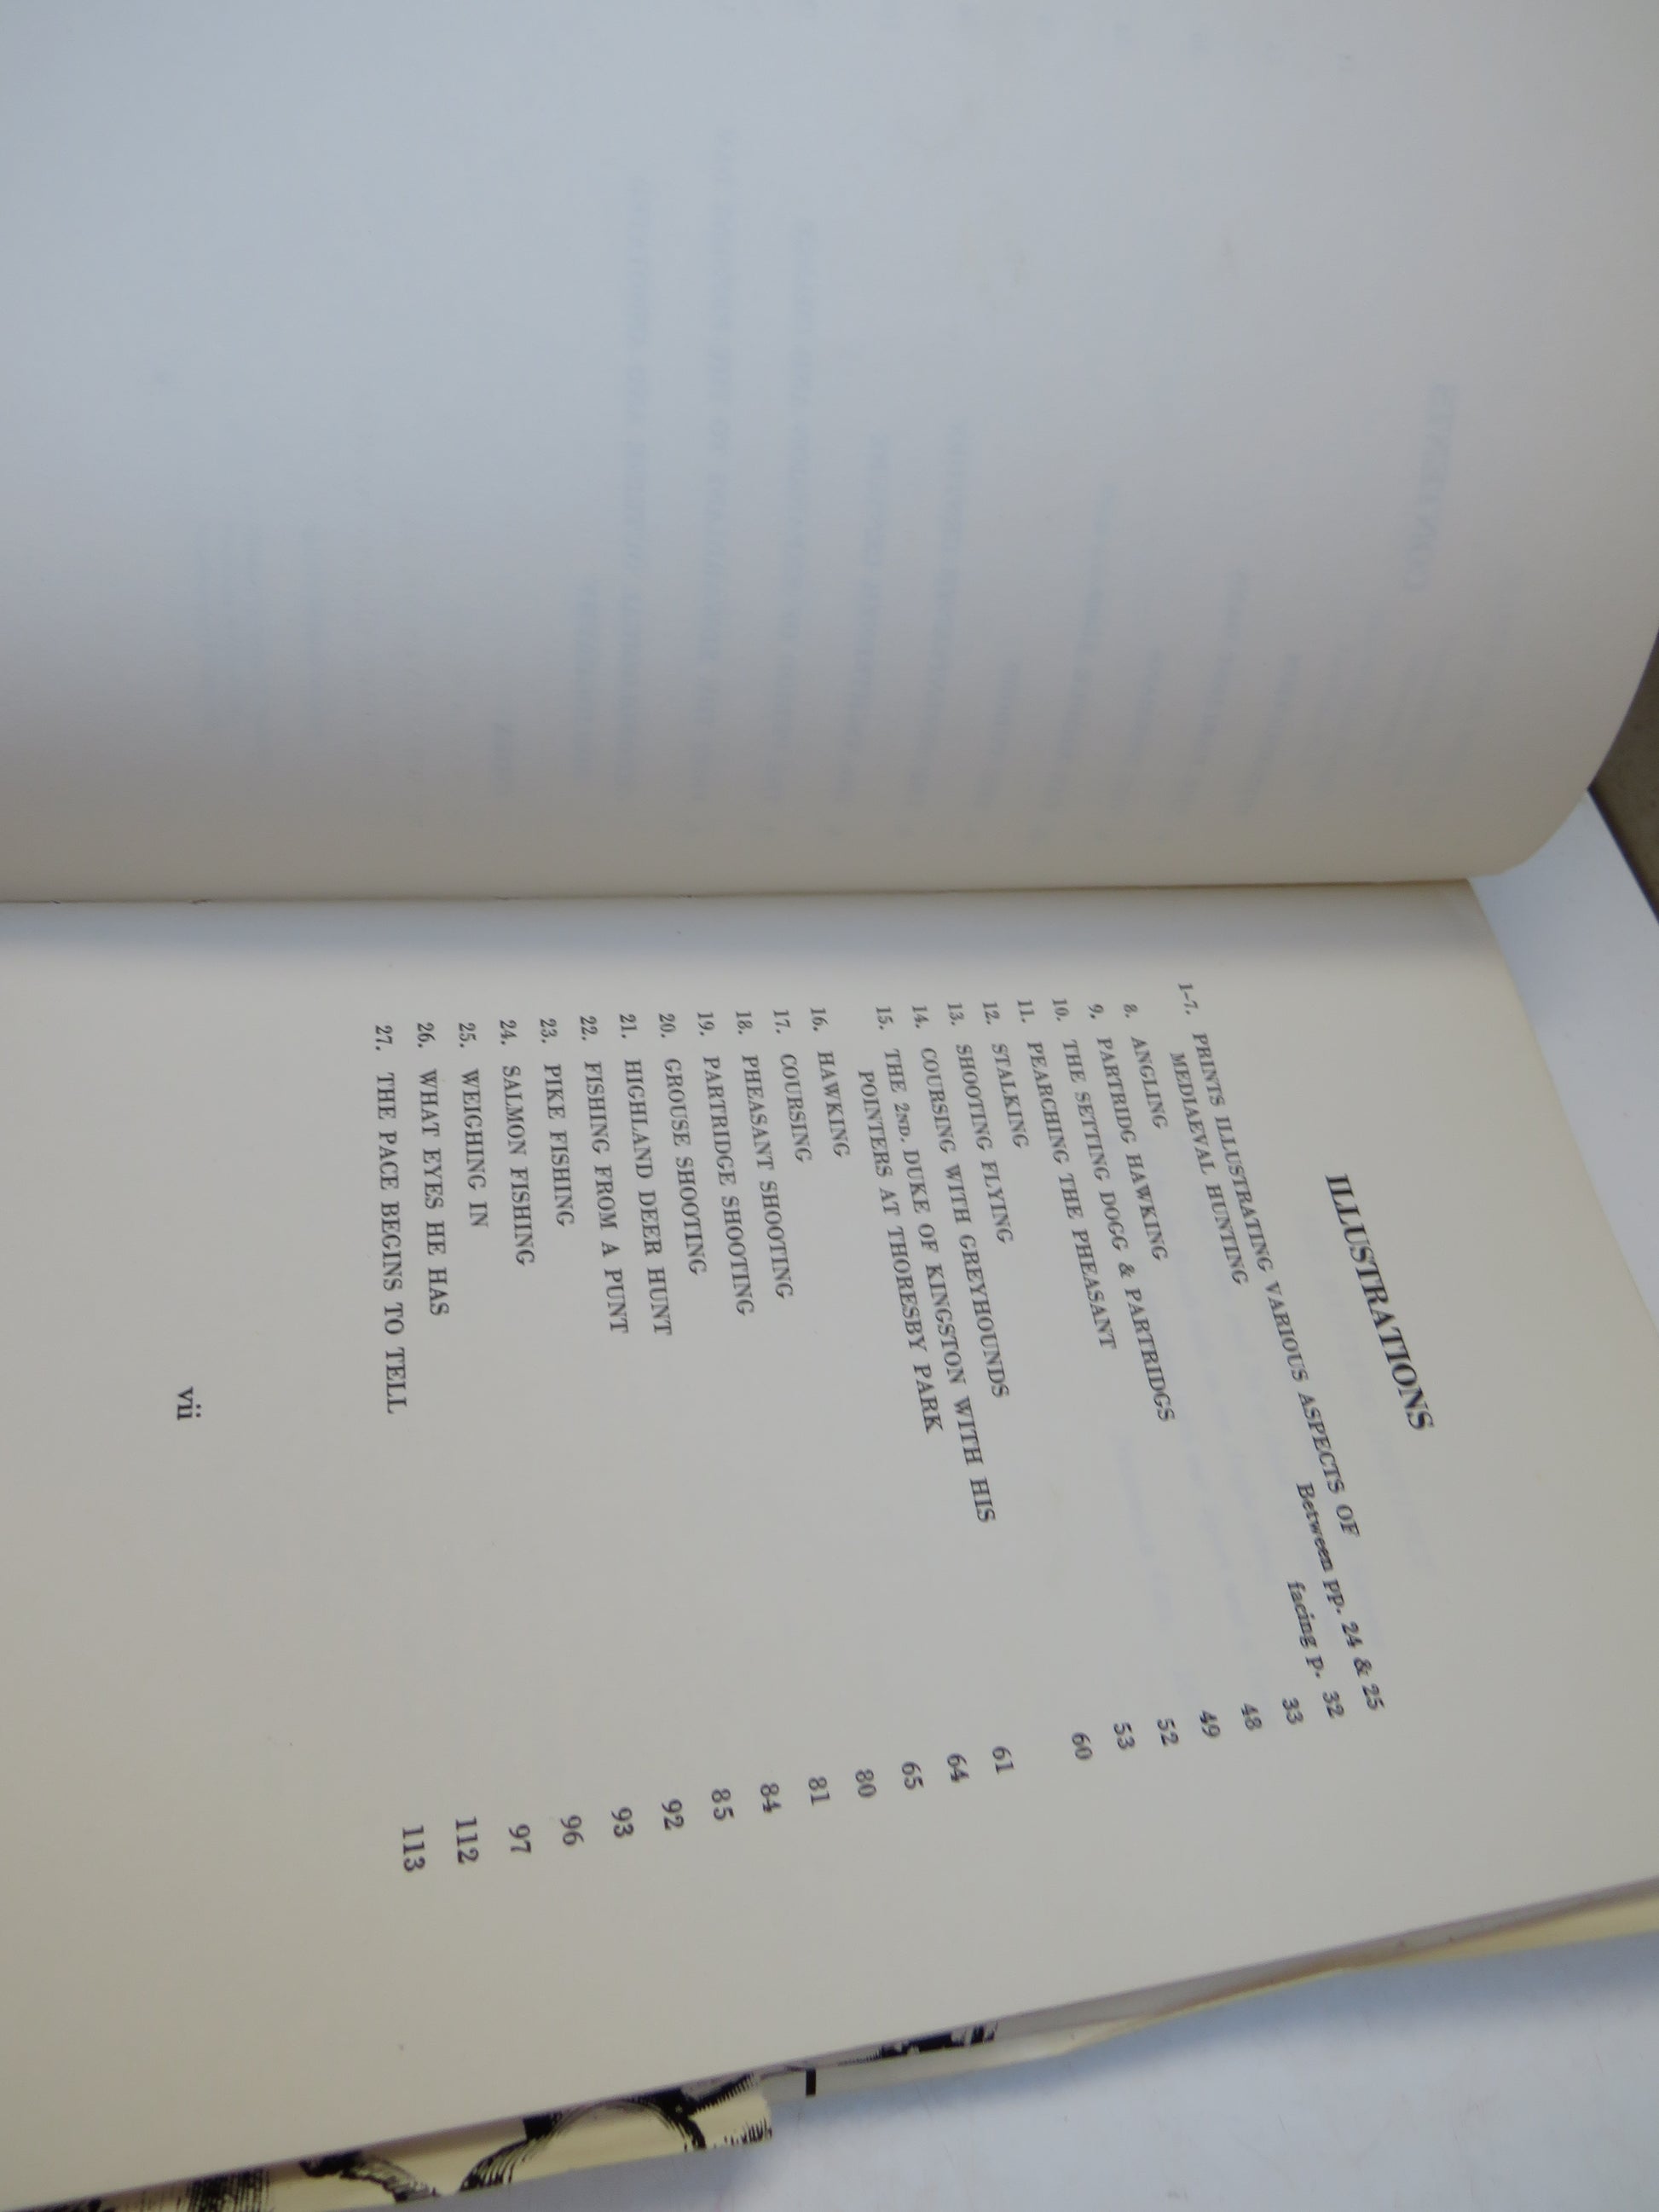 ILLUSTRATIONS
1-7. PRINTS ILLUSTRATING VARIOUS ASPECTS OF
MEDIAEVAL HUNTING Between pp. 24 & 25
8. ANGLING facing p. 32
9. PARTRIDG HAWKING 33
10. THE SETTING DOGG & PARTRIDGS 48
11. PEARCHING THE PHEASANT 49
12. STALKING 52
13. SHOOTING FLYING 53
14. COURSING WITH GREYHOUNDS 60
15. THE 2ND. DUKE OF KINGSTON WITH HIS
POINTERS AT THORESBY PARK 61
16. HAWKING 64
17. COURSING 65
18. PHEASANT SHOOTING 80
19. PARTRIDGE SHOOTING 81
20. GROUSE SHOOTING 84
21. HIGHLAND DEER HUNT 85
22. FISHING FROM A PUNT 92
23. PIKE FISHING 93
24. SALMON FISHING 96
25. WEIGHING IN 97
26. WHAT EYES HE HAS 112
27. THE PACE BEGINS TO TELL 113
vii